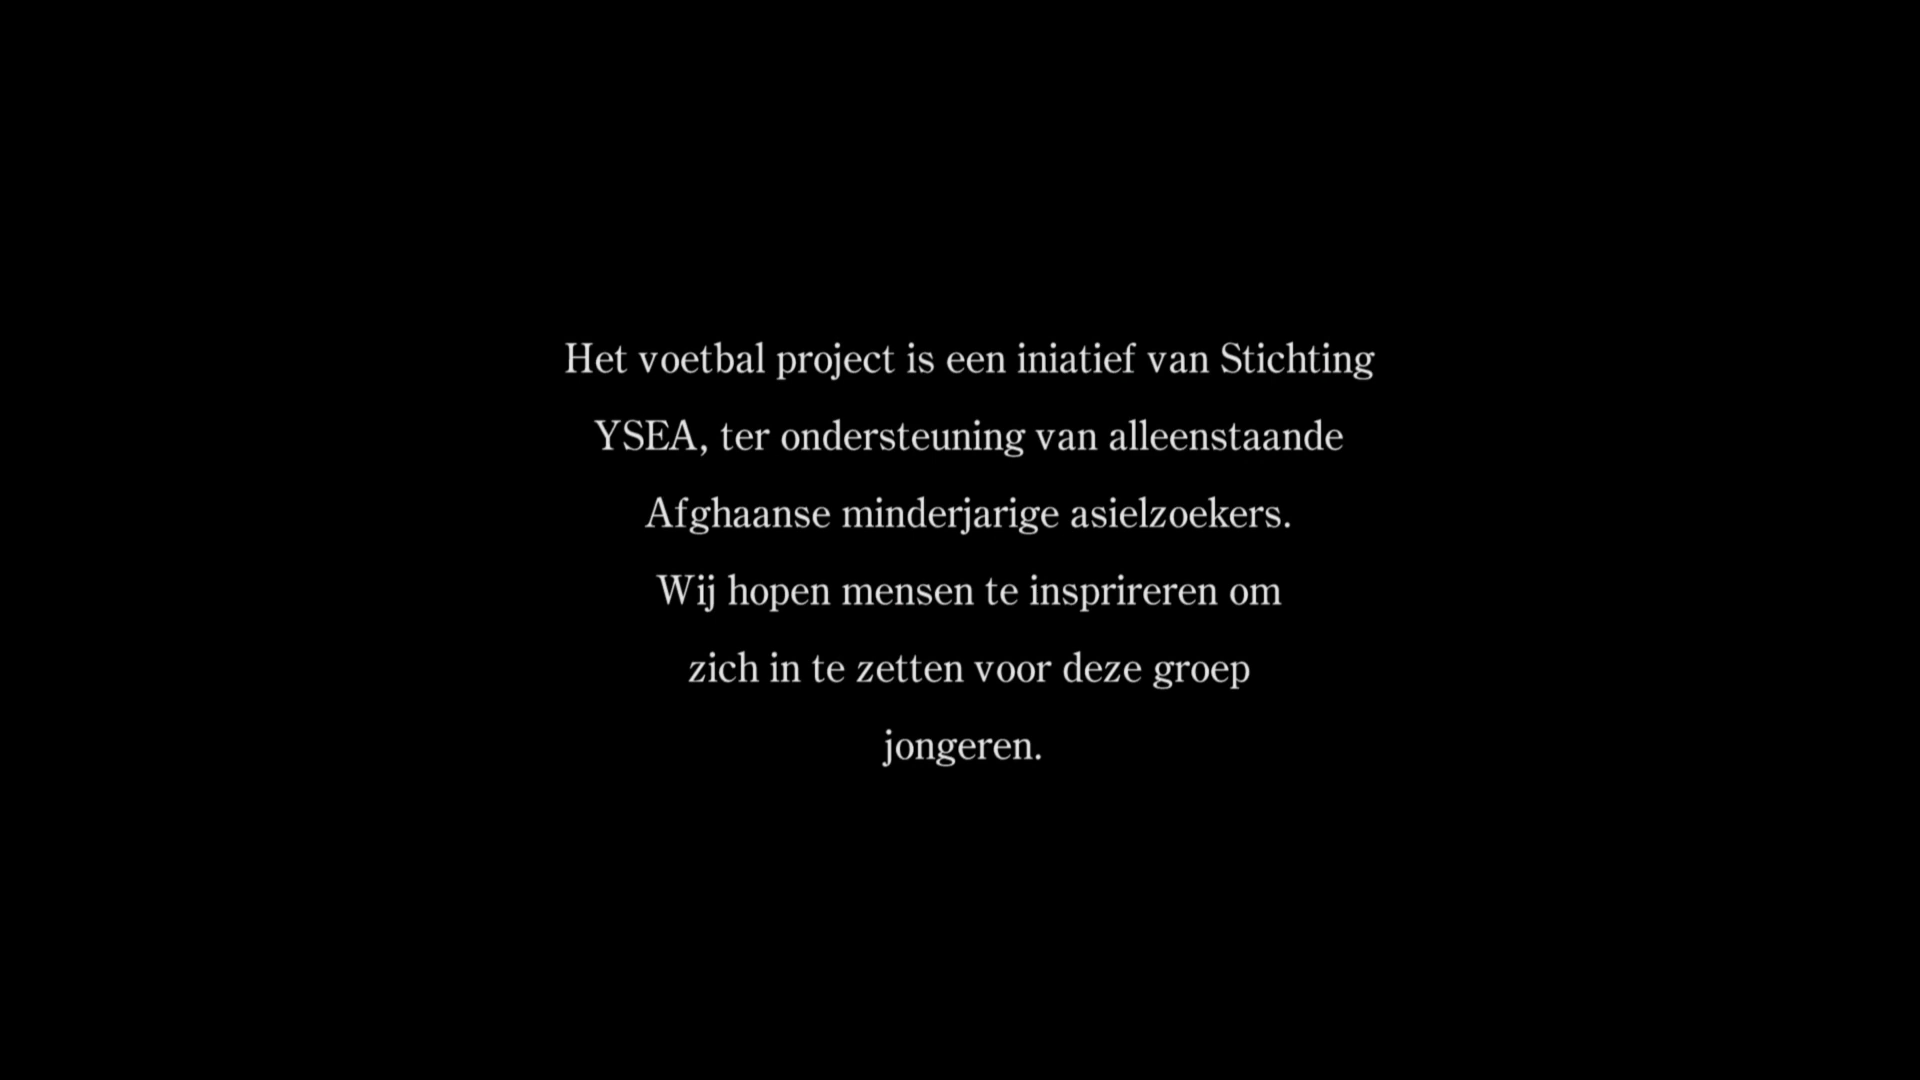 Het voetbal project is een iniatief van Stichting
YSEA, ter ondersteuning van alleenstaande
Afghaanse minderjarige asielzoekers.
Wij hopen mensen te insprireren om
zich in te zetten voor deze groep
jongeren.